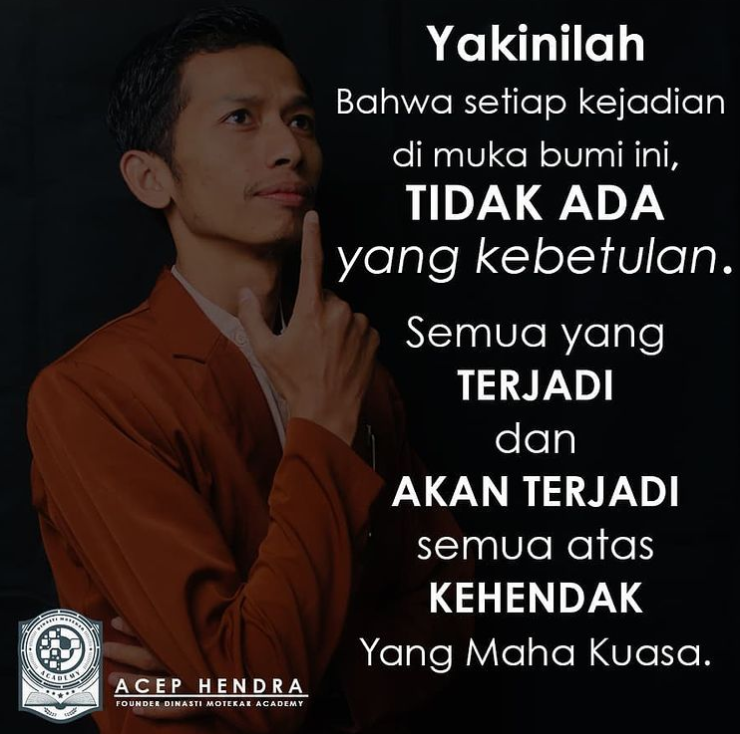 Yakinilah
Bahwa setiap kejadian
di muka bumi ini,
TIDAK ADA
yang kebetulan.
Semua yang
TERJADI
dan
AKAN TERJADI
semua atas
KEHENDAK
Yang Maha Kuasa.
DINASTI MOTEKAR
ACADEMY
ACEP HENDRA
FOUNDER DINASTI MOTEKAR ACADEMY